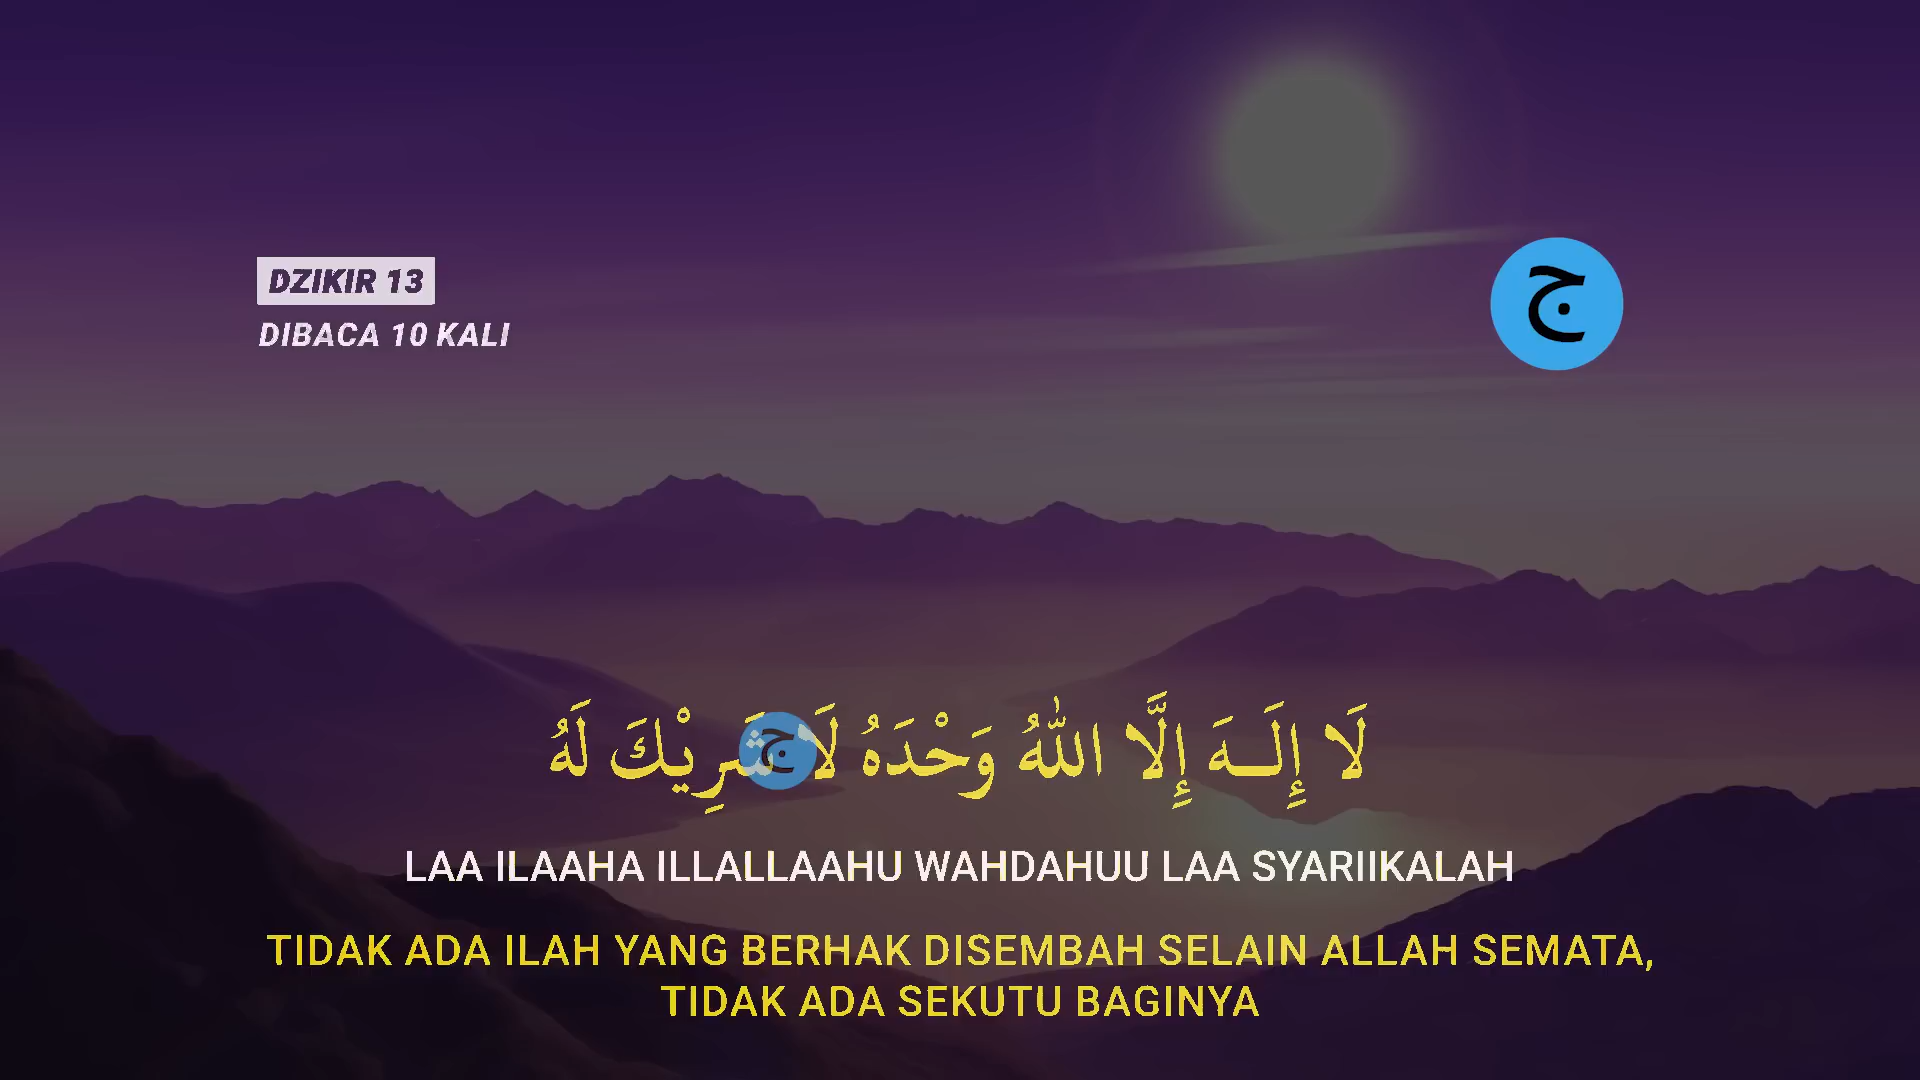 DZIKIR 13
DIBACA 10 KALI
ج
لَا إِلَـهَ إِلَّا اللهُ وَحْدَهُ لَا شَرِيْكَ لَهُ
ج
LAA ILAAHA ILLALLAAHU WAHDAHUU LAA SYARIIKALAH
TIDAK ADA ILAH YANG BERHAK DISEMBAH SELAIN ALLAH SEMATA,
TIDAK ADA SEKUTU BAGINYA